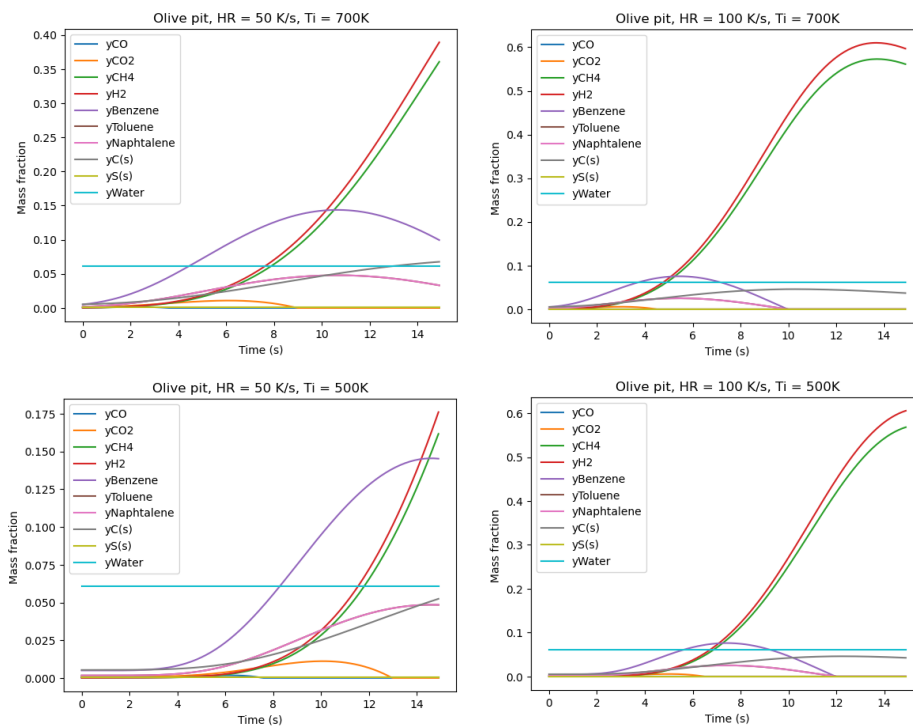 Olive pit, HR = 50 K/s, Ti = 700K
0.40
0.35
0.30
0.25
0.20
0.15
0.10
0.05
0.00
Mass fraction
yCO
yCO2
yCH4
yH2
yBenzene
yToluene
yNaphtalene
yC(s)
yS(s)
yWater
0 2 4 6 8 10 12 14
Time (s)
Olive pit, HR = 100 K/s, Ti = 700K
0.6
0.5
0.4
0.3
0.2
0.1
0.0
Mass fraction
yCO
yCO2
yCH4
yH2
yBenzene
yToluene
yNaphtalene
yC(s)
yS(s)
yWater
0 2 4 6 8 10 12 14
Time (s)
Olive pit, HR = 50 K/s, Ti = 500K
0.175
0.150
0.125
0.100
0.075
0.050
0.025
0.000
Mass fraction
yCO
yCO2
yCH4
yH2
yBenzene
yToluene
yNaphtalene
yC(s)
yS(s)
yWater
0 2 4 6 8 10 12 14
Time (s)
Olive pit, HR = 100 K/s, Ti = 500K
0.6
0.5
0.4
0.3
0.2
0.1
0.0
Mass fraction
yCO
yCO2
yCH4
yH2
yBenzene
yToluene
yNaphtalene
yC(s)
yS(s)
yWater
0 2 4 6 8 10 12 14
Time (s)